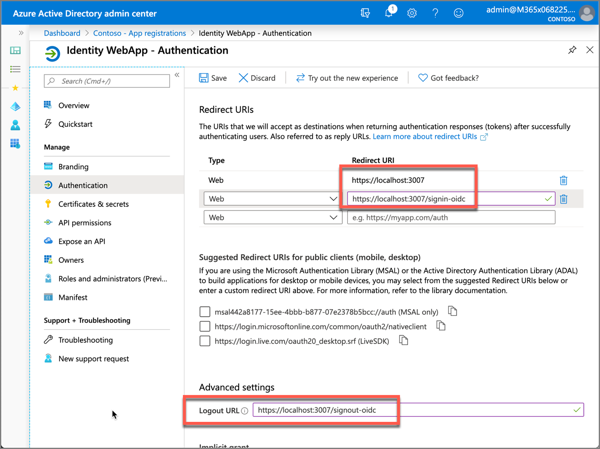 Azure Active Directory admin center
admin@M365x068225....
CONTOSO
Dashboard > Contoso - App registrations > Identity WebApp - Authentication
Identity WebApp - Authentication
Search (Cmd+/)
Overview
Quickstart
Manage
Branding
Authentication
Certificates & secrets
API permissions
Expose an API
Owners
Roles and administrators (Previ...
Manifest
Support + Troubleshooting
Troubleshooting
New support request
Save
Discard
Try out the new experience
Got feedback?
Redirect URIs
The URIs that we will accept as destinations when returning authentication responses (tokens) after successfully
authenticating users. Also referred to as reply URLs. Learn more about redirect URIs
Type Redirect URI
Web https://localhost:3007
Web https://localhost:3007/signin-oidc
Web e.g. https://myapp.com/auth
Suggested Redirect URIs for public clients (mobile, desktop)
If you are using the Microsoft Authentication Library (MSAL) or the Active Directory Authentication Library (ADAL)
to build applications for desktop or mobile devices, you may select from the suggested Redirect URIs below or
enter a custom redirect URI above. For more information, refer to the library documentation.
msal442a8177-15ee-4bbb-b877-07e2378b5bcc://auth (MSAL only)
https://login.microsoftonline.com/common/oauth2/nativeclient
https://login.live.com/oauth20_desktop.srf (LiveSDK)
Advanced settings
Logout URL https://localhost:3007/signout-oidc
Implicit grant